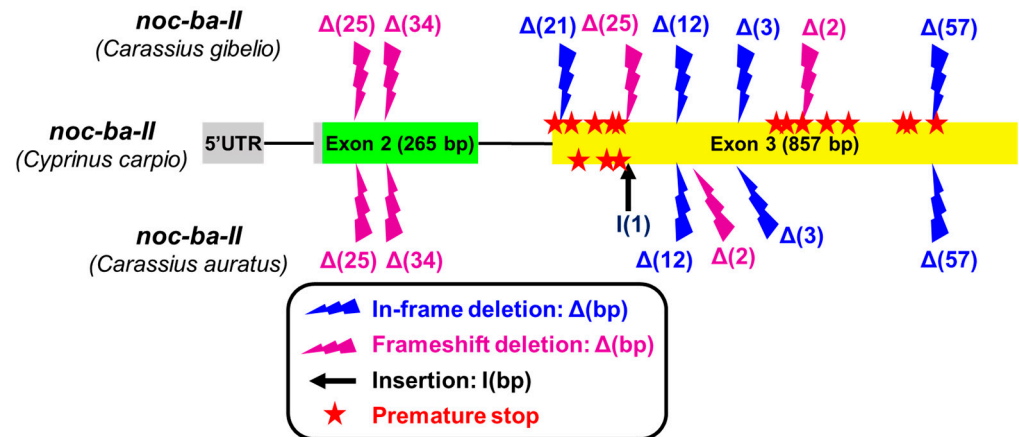 noc-ba-II
(Carassius gibelio)
Δ(25) Δ(34) Δ(21) Δ(25) Δ(12) Δ(3) Δ(2) Δ(57)
noc-ba-II
(Cyprinus carpio)
5'UTR Exon 2 (265 bp) Exon 3 (857 bp)
noc-ba-II
(Carassius auratus)
I(1)
Δ(25) Δ(34) Δ(12) Δ(2) Δ(3) Δ(57)
In-frame deletion: Δ(bp)
Frameshift deletion: Δ(bp)
Insertion: I(bp)
Premature stop